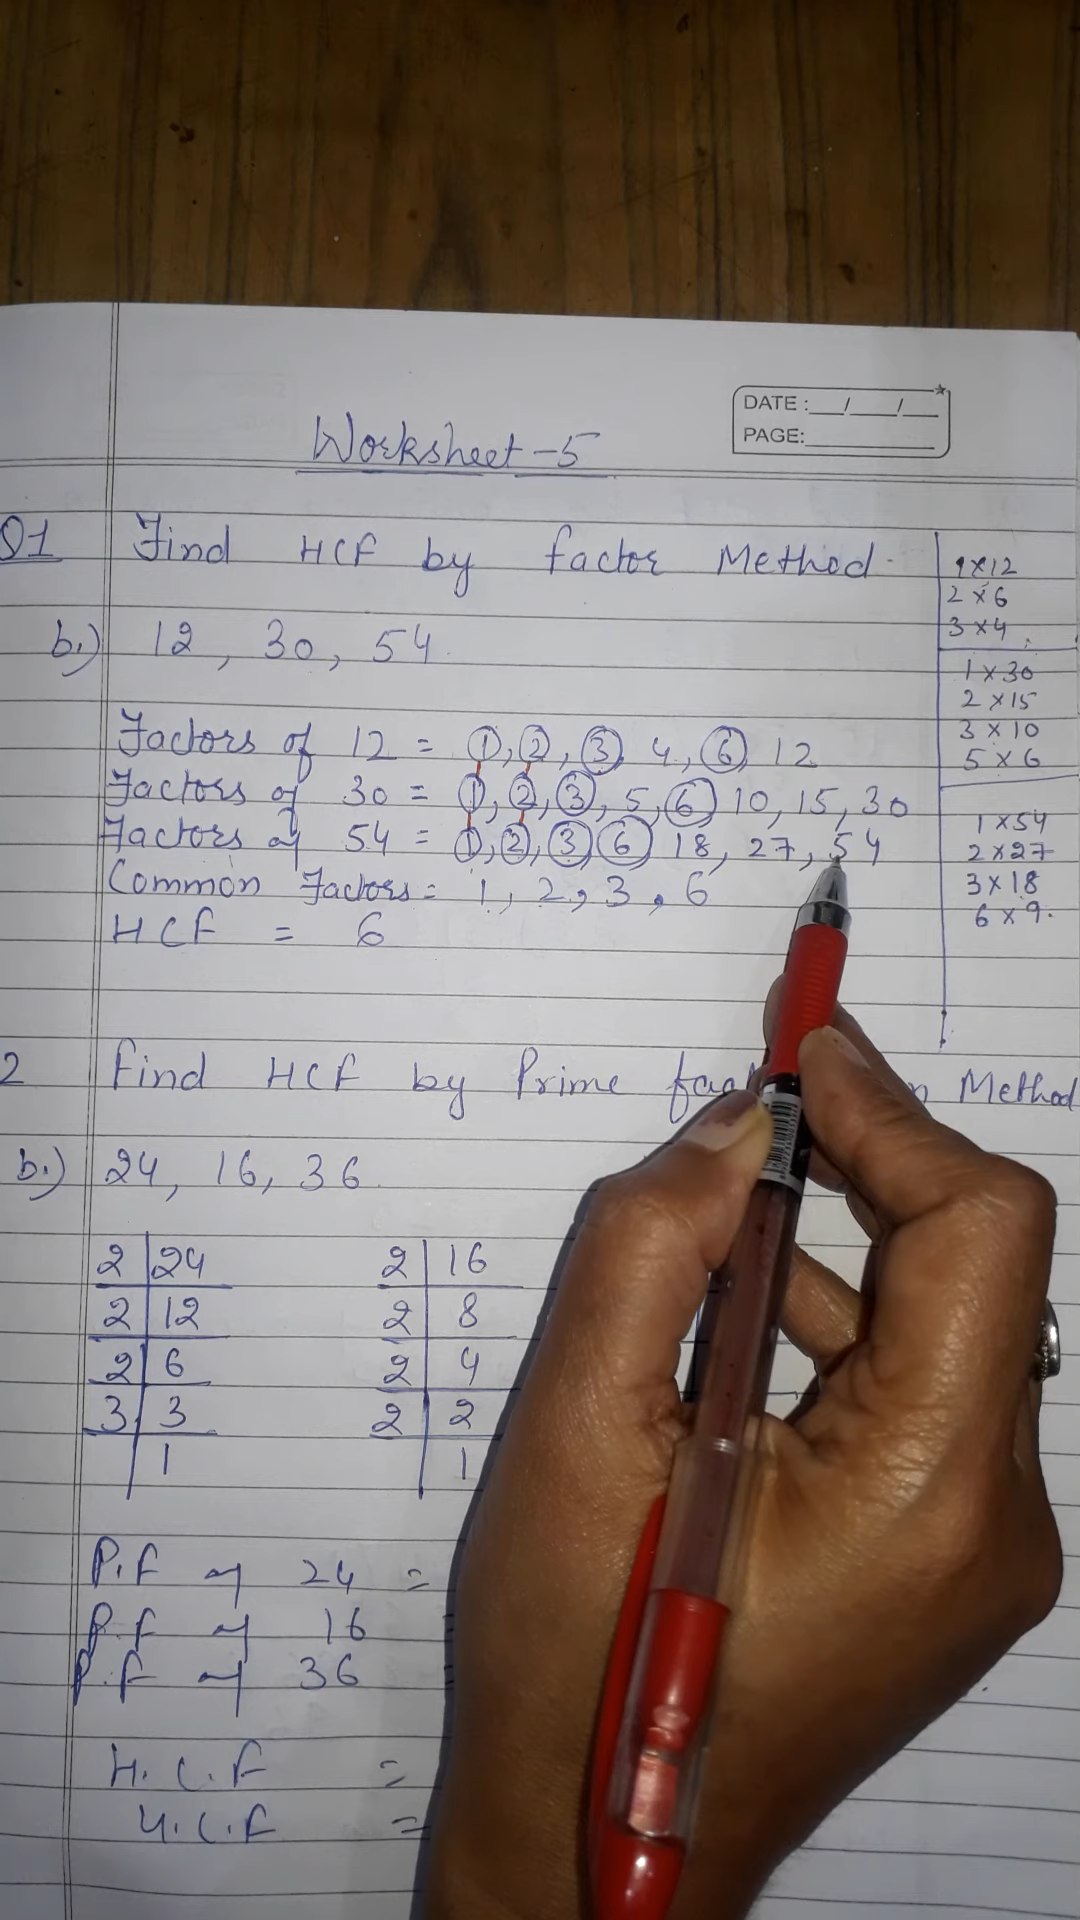 DATE : __/__/__
PAGE:
Worksheet-5
Q1 Find HCF by factor Method.
b.) 12, 30, 54.
Factors of 12 = 1, 2, 3, 4, 6, 12
Factors of 30 = 1, 2, 3, 5, 6, 10, 15, 30
Factors of 54 = 1, 2, 3, 6 18, 27, 54
Common Factors = 1, 2, 3, 6
HCF = 6
1×12
2×6
3×4
1×30
2×15
3×10
5×6
1×54
2×27
3×18
6×9.
2 Find HCF by Prime Method
b.) 24, 16, 36
2 | 24
2 | 12
2 | 6
3 | 3
1
2 | 16
2 | 8
2 | 4
2 | 2
1
P.F of 24 =
P.F of 16
P.F of 36
H.C.F =
H.C.F =